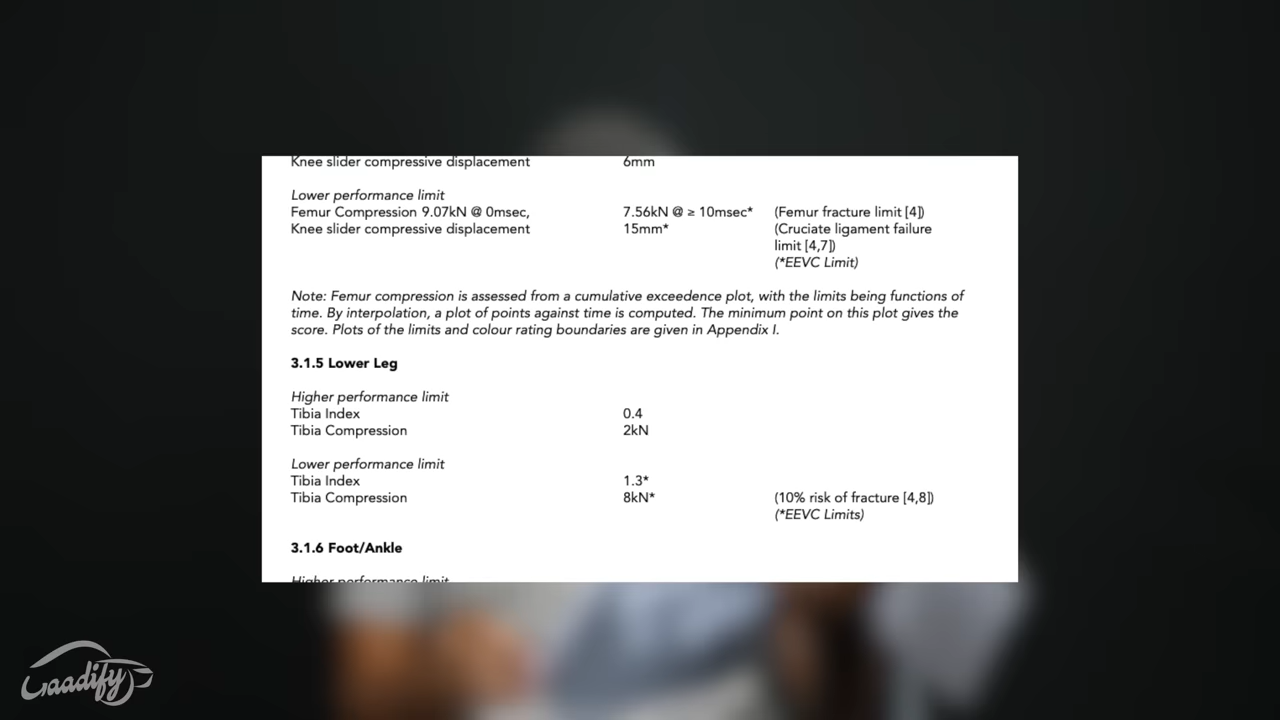 Knee slider compressive displacement 6mm
Lower performance limit
Femur Compression 9.07kN @ 0msec, 7.56kN @ ≥ 10msec* (Femur fracture limit [4])
Knee slider compressive displacement 15mm* (Cruciate ligament failure
limit [4,7])
(*EEVC Limit)
Note: Femur compression is assessed from a cumulative exceedence plot, with the limits being functions of
time. By interpolation, a plot of points against time is computed. The minimum point on this plot gives the
score. Plots of the limits and colour rating boundaries are given in Appendix I.
3.1.5 Lower Leg
Higher performance limit
Tibia Index 0.4
Tibia Compression 2kN
Lower performance limit
Tibia Index 1.3*
Tibia Compression 8kN* (10% risk of fracture [4,8])
(*EEVC Limits)
3.1.6 Foot/Ankle
Higher performance limit
Gaadify